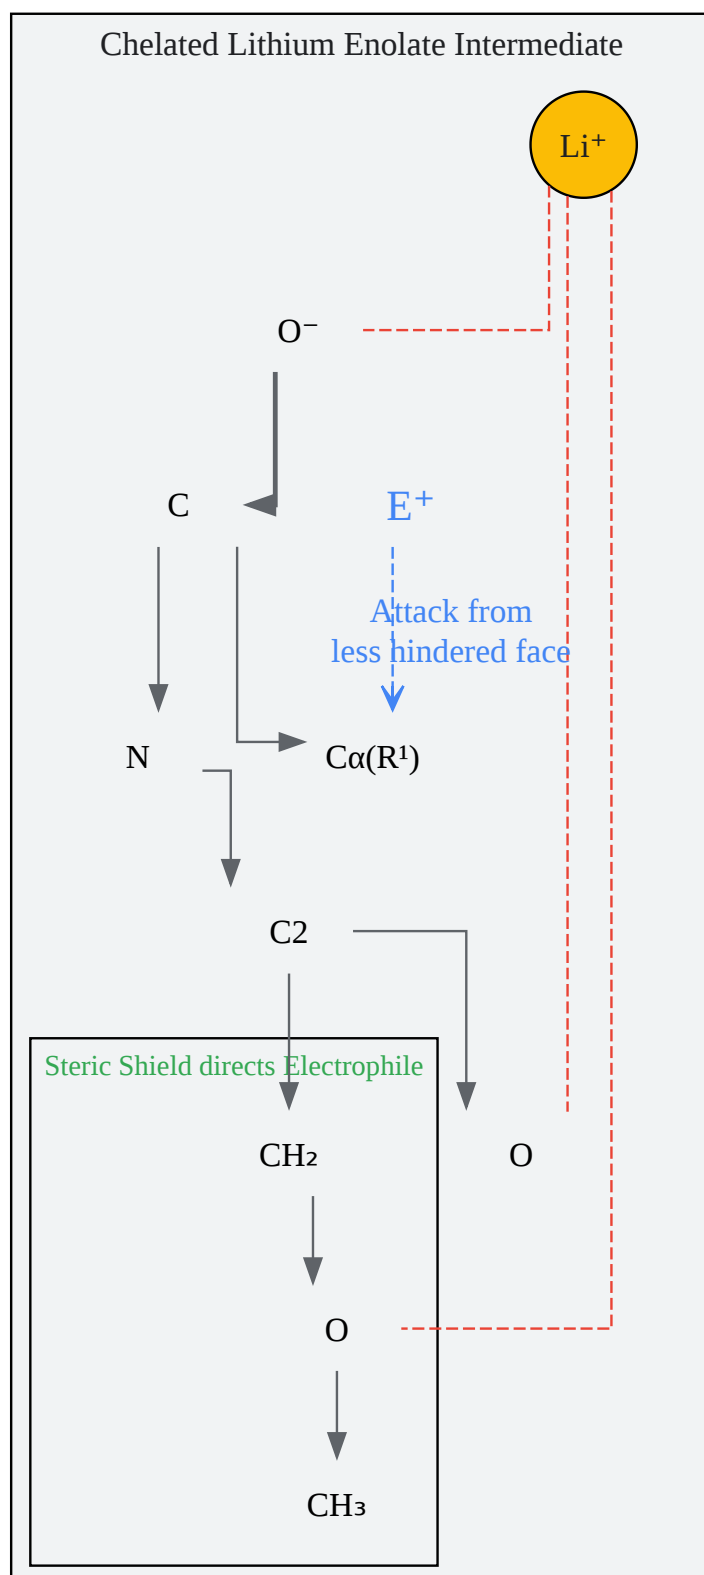 Chelated Lithium Enolate Intermediate
Li⁺
O⁻
C
E⁺
Attack from
less hindered face
N
Cα(R¹)
C2
Steric Shield directs Electrophile
CH₂
O
O
CH₃